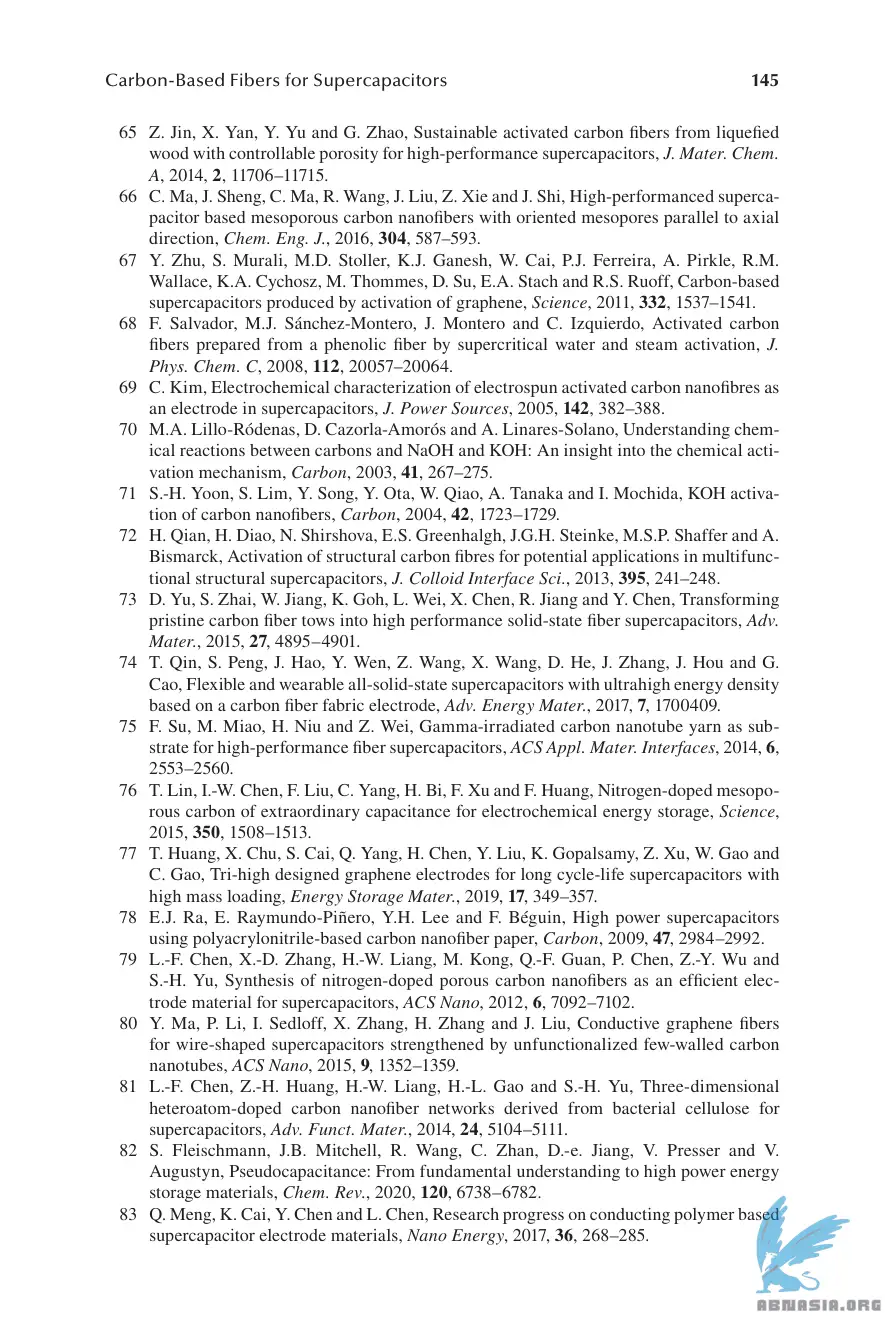 Carbon-Based Fibers for Supercapacitors 145
65 Z. Jin, X. Yan, Y. Yu and G. Zhao, Sustainable activated carbon fibers from liquefied
wood with controllable porosity for high-performance supercapacitors, J. Mater. Chem.
A, 2014, 2, 11706–11715.
66 C. Ma, J. Sheng, C. Ma, R. Wang, J. Liu, Z. Xie and J. Shi, High-performanced superca-
pacitor based mesoporous carbon nanofibers with oriented mesopores parallel to axial
direction, Chem. Eng. J., 2016, 304, 587–593.
67 Y. Zhu, S. Murali, M.D. Stoller, K.J. Ganesh, W. Cai, P.J. Ferreira, A. Pirkle, R.M.
Wallace, K.A. Cychosz, M. Thommes, D. Su, E.A. Stach and R.S. Ruoff, Carbon-based
supercapacitors produced by activation of graphene, Science, 2011, 332, 1537–1541.
68 F. Salvador, M.J. Sánchez-Montero, J. Montero and C. Izquierdo, Activated carbon
fibers prepared from a phenolic fiber by supercritical water and steam activation, J.
Phys. Chem. C, 2008, 112, 20057–20064.
69 C. Kim, Electrochemical characterization of electrospun activated carbon nanofibres as
an electrode in supercapacitors, J. Power Sources, 2005, 142, 382–388.
70 M.A. Lillo-Ródenas, D. Cazorla-Amorós and A. Linares-Solano, Understanding chem-
ical reactions between carbons and NaOH and KOH: An insight into the chemical acti-
vation mechanism, Carbon, 2003, 41, 267–275.
71 S.-H. Yoon, S. Lim, Y. Song, Y. Ota, W. Qiao, A. Tanaka and I. Mochida, KOH activa-
tion of carbon nanofibers, Carbon, 2004, 42, 1723–1729.
72 H. Qian, H. Diao, N. Shirshova, E.S. Greenhalgh, J.G.H. Steinke, M.S.P. Shaffer and A.
Bismarck, Activation of structural carbon fibres for potential applications in multifunc-
tional structural supercapacitors, J. Colloid Interface Sci., 2013, 395, 241–248.
73 D. Yu, S. Zhai, W. Jiang, K. Goh, L. Wei, X. Chen, R. Jiang and Y. Chen, Transforming
pristine carbon fiber tows into high performance solid-state fiber supercapacitors, Adv.
Mater., 2015, 27, 4895–4901.
74 T. Qin, S. Peng, J. Hao, Y. Wen, Z. Wang, X. Wang, D. He, J. Zhang, J. Hou and G.
Cao, Flexible and wearable all-solid-state supercapacitors with ultrahigh energy density
based on a carbon fiber fabric electrode, Adv. Energy Mater., 2017, 7, 1700409.
75 F. Su, M. Miao, H. Niu and Z. Wei, Gamma-irradiated carbon nanotube yarn as sub-
strate for high-performance fiber supercapacitors, ACS Appl. Mater. Interfaces, 2014, 6,
2553–2560.
76 T. Lin, I.-W. Chen, F. Liu, C. Yang, H. Bi, F. Xu and F. Huang, Nitrogen-doped mesopo-
rous carbon of extraordinary capacitance for electrochemical energy storage, Science,
2015, 350, 1508–1513.
77 T. Huang, X. Chu, S. Cai, Q. Yang, H. Chen, Y. Liu, K. Gopalsamy, Z. Xu, W. Gao and
C. Gao, Tri-high designed graphene electrodes for long cycle-life supercapacitors with
high mass loading, Energy Storage Mater., 2019, 17, 349–357.
78 E.J. Ra, E. Raymundo-Piñero, Y.H. Lee and F. Béguin, High power supercapacitors
using polyacrylonitrile-based carbon nanofiber paper, Carbon, 2009, 47, 2984–2992.
79 L.-F. Chen, X.-D. Zhang, H.-W. Liang, M. Kong, Q.-F. Guan, P. Chen, Z.-Y. Wu and
S.-H. Yu, Synthesis of nitrogen-doped porous carbon nanofibers as an efficient elec-
trode material for supercapacitors, ACS Nano, 2012, 6, 7092–7102.
80 Y. Ma, P. Li, I. Sedloff, X. Zhang, H. Zhang and J. Liu, Conductive graphene fibers
for wire-shaped supercapacitors strengthened by unfunctionalized few-walled carbon
nanotubes, ACS Nano, 2015, 9, 1352–1359.
81 L.-F. Chen, Z.-H. Huang, H.-W. Liang, H.-L. Gao and S.-H. Yu, Three-dimensional
heteroatom-doped carbon nanofiber networks derived from bacterial cellulose for
supercapacitors, Adv. Funct. Mater., 2014, 24, 5104–5111.
82 S. Fleischmann, J.B. Mitchell, R. Wang, C. Zhan, D.-e. Jiang, V. Presser and V.
Augustyn, Pseudocapacitance: From fundamental understanding to high power energy
storage materials, Chem. Rev., 2020, 120, 6738–6782.
83 Q. Meng, K. Cai, Y. Chen and L. Chen, Research progress on conducting polymer based
supercapacitor electrode materials, Nano Energy, 2017, 36, 268–285.
ABNASIA.ORG